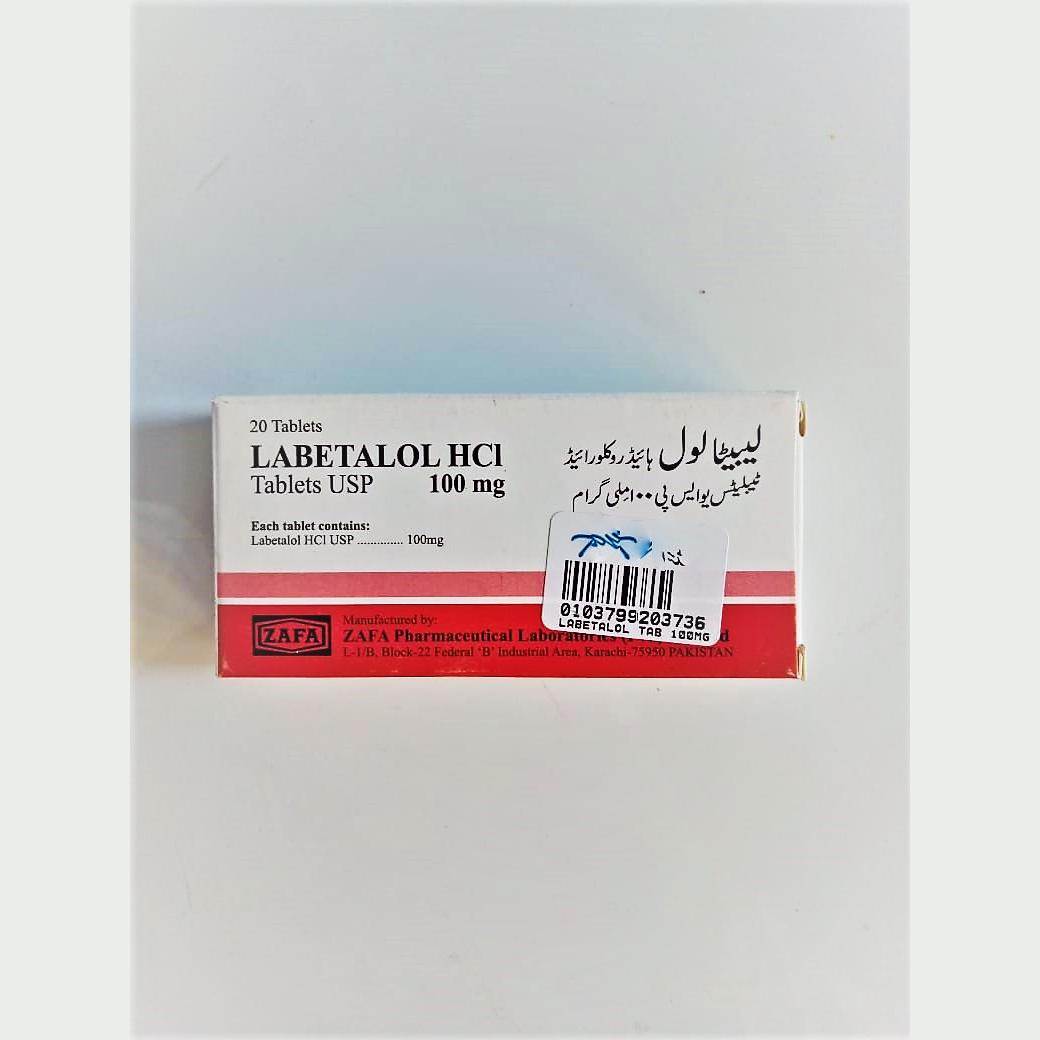 20 Tablets
LABETALOL HCl
Tablets USP 100 mg
Each tablet contains:
Labetalol HCl USP .............. 100mg
لیبیٹالول ہائیڈروکلورائیڈ
ٹیبلیٹس یو ایس پی ۱۰۰ ملی گرام
0103799203736
LABETALOL TAB 100MG
ZAFA
Manufactured by:
ZAFA Pharmaceutical Laboratories
L-1/B, Block-22 Federal ‘B’ Industrial Area, Karachi-75950 PAKISTAN